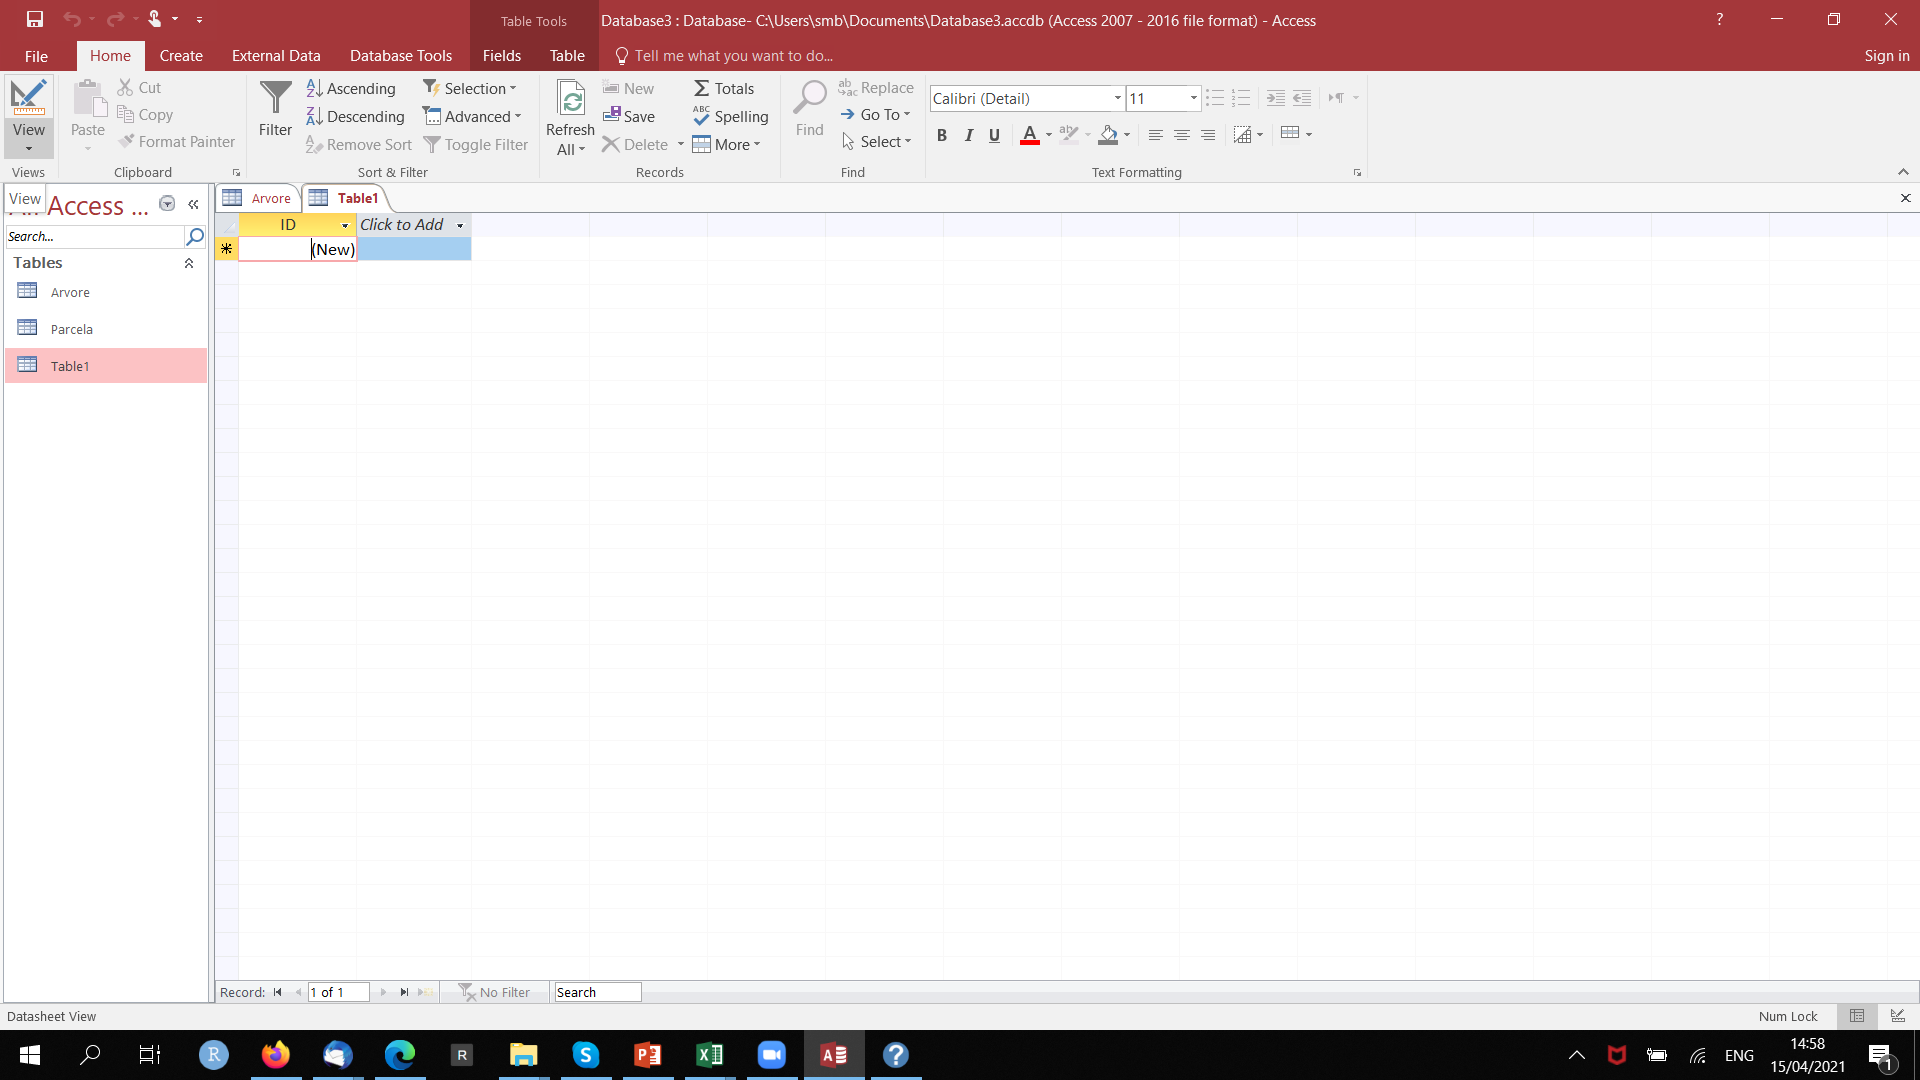 Table Tools
Database3 : Database- C:\Users\smb\Documents\Database3.accdb (Access 2007 - 2016 file format) - Access
?
File Home Create External Data Database Tools Fields Table Tell me what you want to do... Sign in
View
Paste
Cut
Copy
Format Painter
Filter
Ascending
Descending
Remove Sort
Selection
Advanced
Toggle Filter
Refresh
All
New
Save
Delete
Totals
Spelling
More
Find
Replace
Go To
Select
Calibri (Detail) 11
B I U A
Views Clipboard Sort & Filter Records Find Text Formatting
View
Access ...
Search...
Tables
Arvore
Parcela
Table1
Arvore Table1
ID Click to Add
(New)
Record: 1 of 1 No Filter Search
Datasheet View Num Lock
R R S ? ENG
14:58
15/04/2021
1